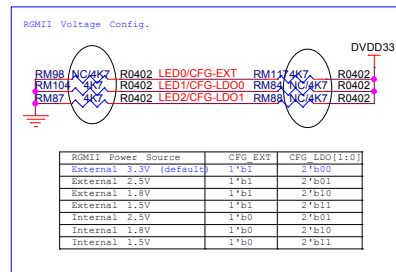 RGMII Voltage Config.
DVDD33
RM98 NC/4K7 R0402 LED0/CFG-EXT RM117 4K7 R0402
RM104 4K7 R0402 LED1/CFG-LDO0 RM84 NC/4K7 R0402
RM87 4K7 R0402 LED2/CFG-LDO1 RM88 NC/4K7 R0402
RGMII Power Source CFG_EXT CFG_LDO[1:0]
External 3.3V (default) 1'b1 2'b00
External 2.5V 1'b1 2'b01
External 1.8V 1'b1 2'b10
External 1.5V 1'b1 2'b11
Internal 2.5V 1'b0 2'b01
Internal 1.8V 1'b0 2'b10
Internal 1.5V 1'b0 2'b11